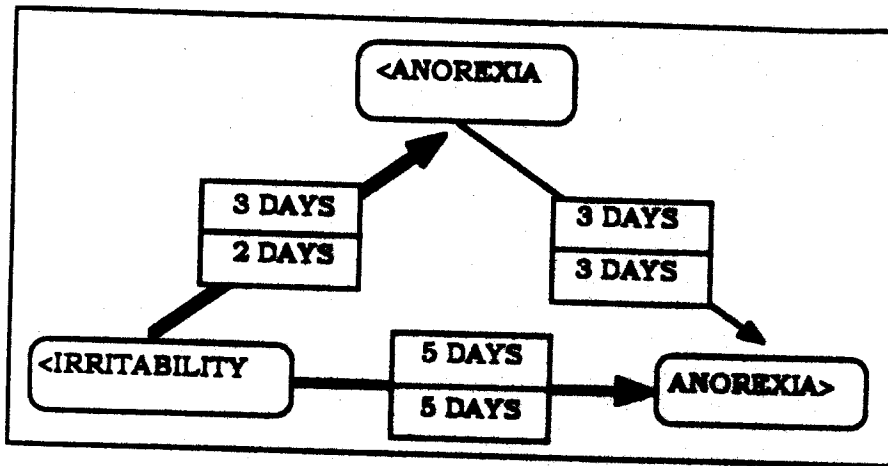 <ANOREXIA
3 DAYS
2 DAYS
3 DAYS
3 DAYS
<IRRITABILITY
5 DAYS
5 DAYS
ANOREXIA>